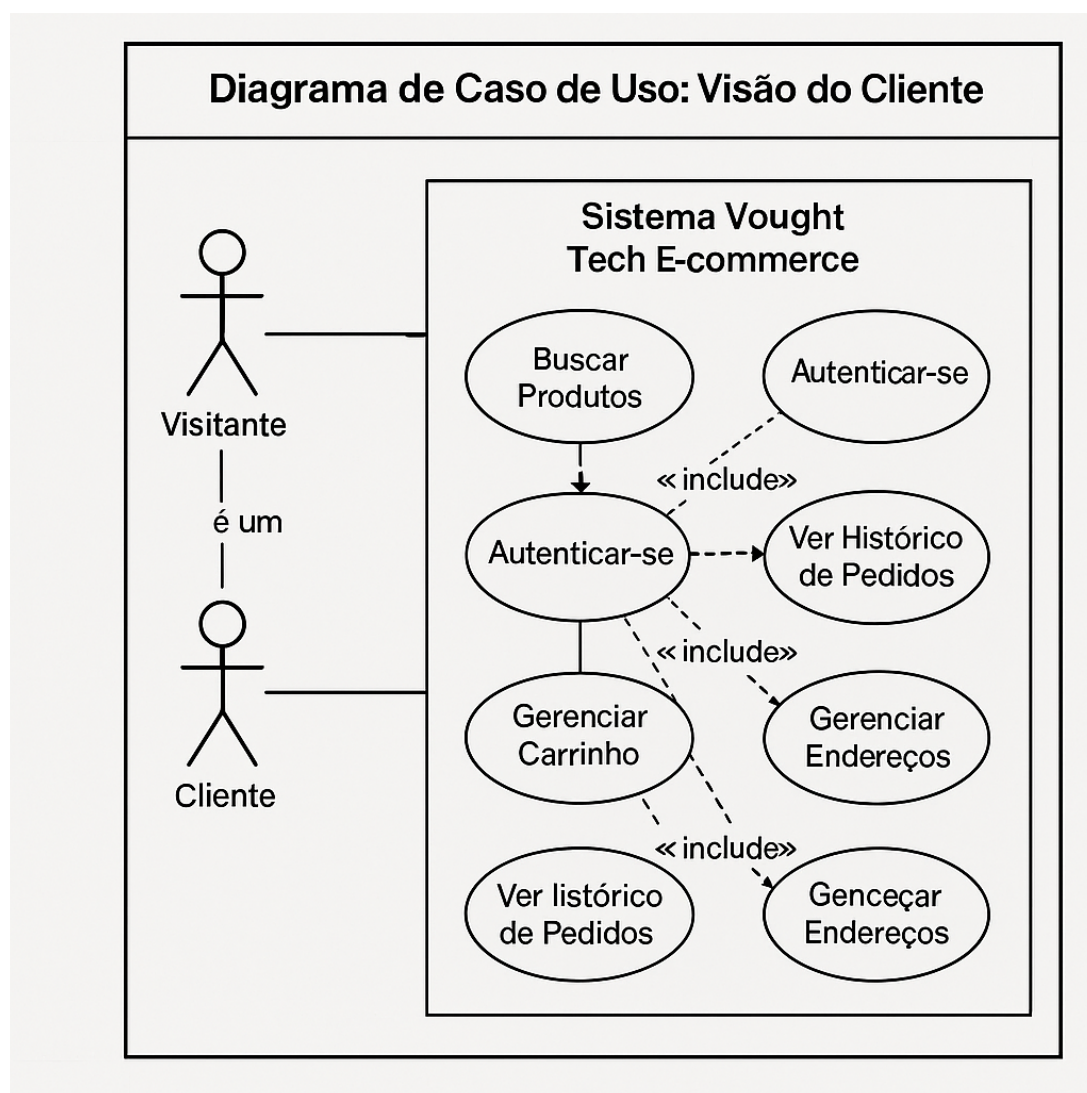 Diagrama de Caso de Uso: Visão do Cliente
Sistema Vought
Tech E-commerce
Visitante
é um
Cliente
Buscar
Produtos
Autenticar-se
«include»
Autenticar-se
Ver Histórico
de Pedidos
«include»
Gerenciar
Carrinho
Gerenciar
Endereços
«include»
Ver listórico
de Pedidos
Genceçar
Endereços